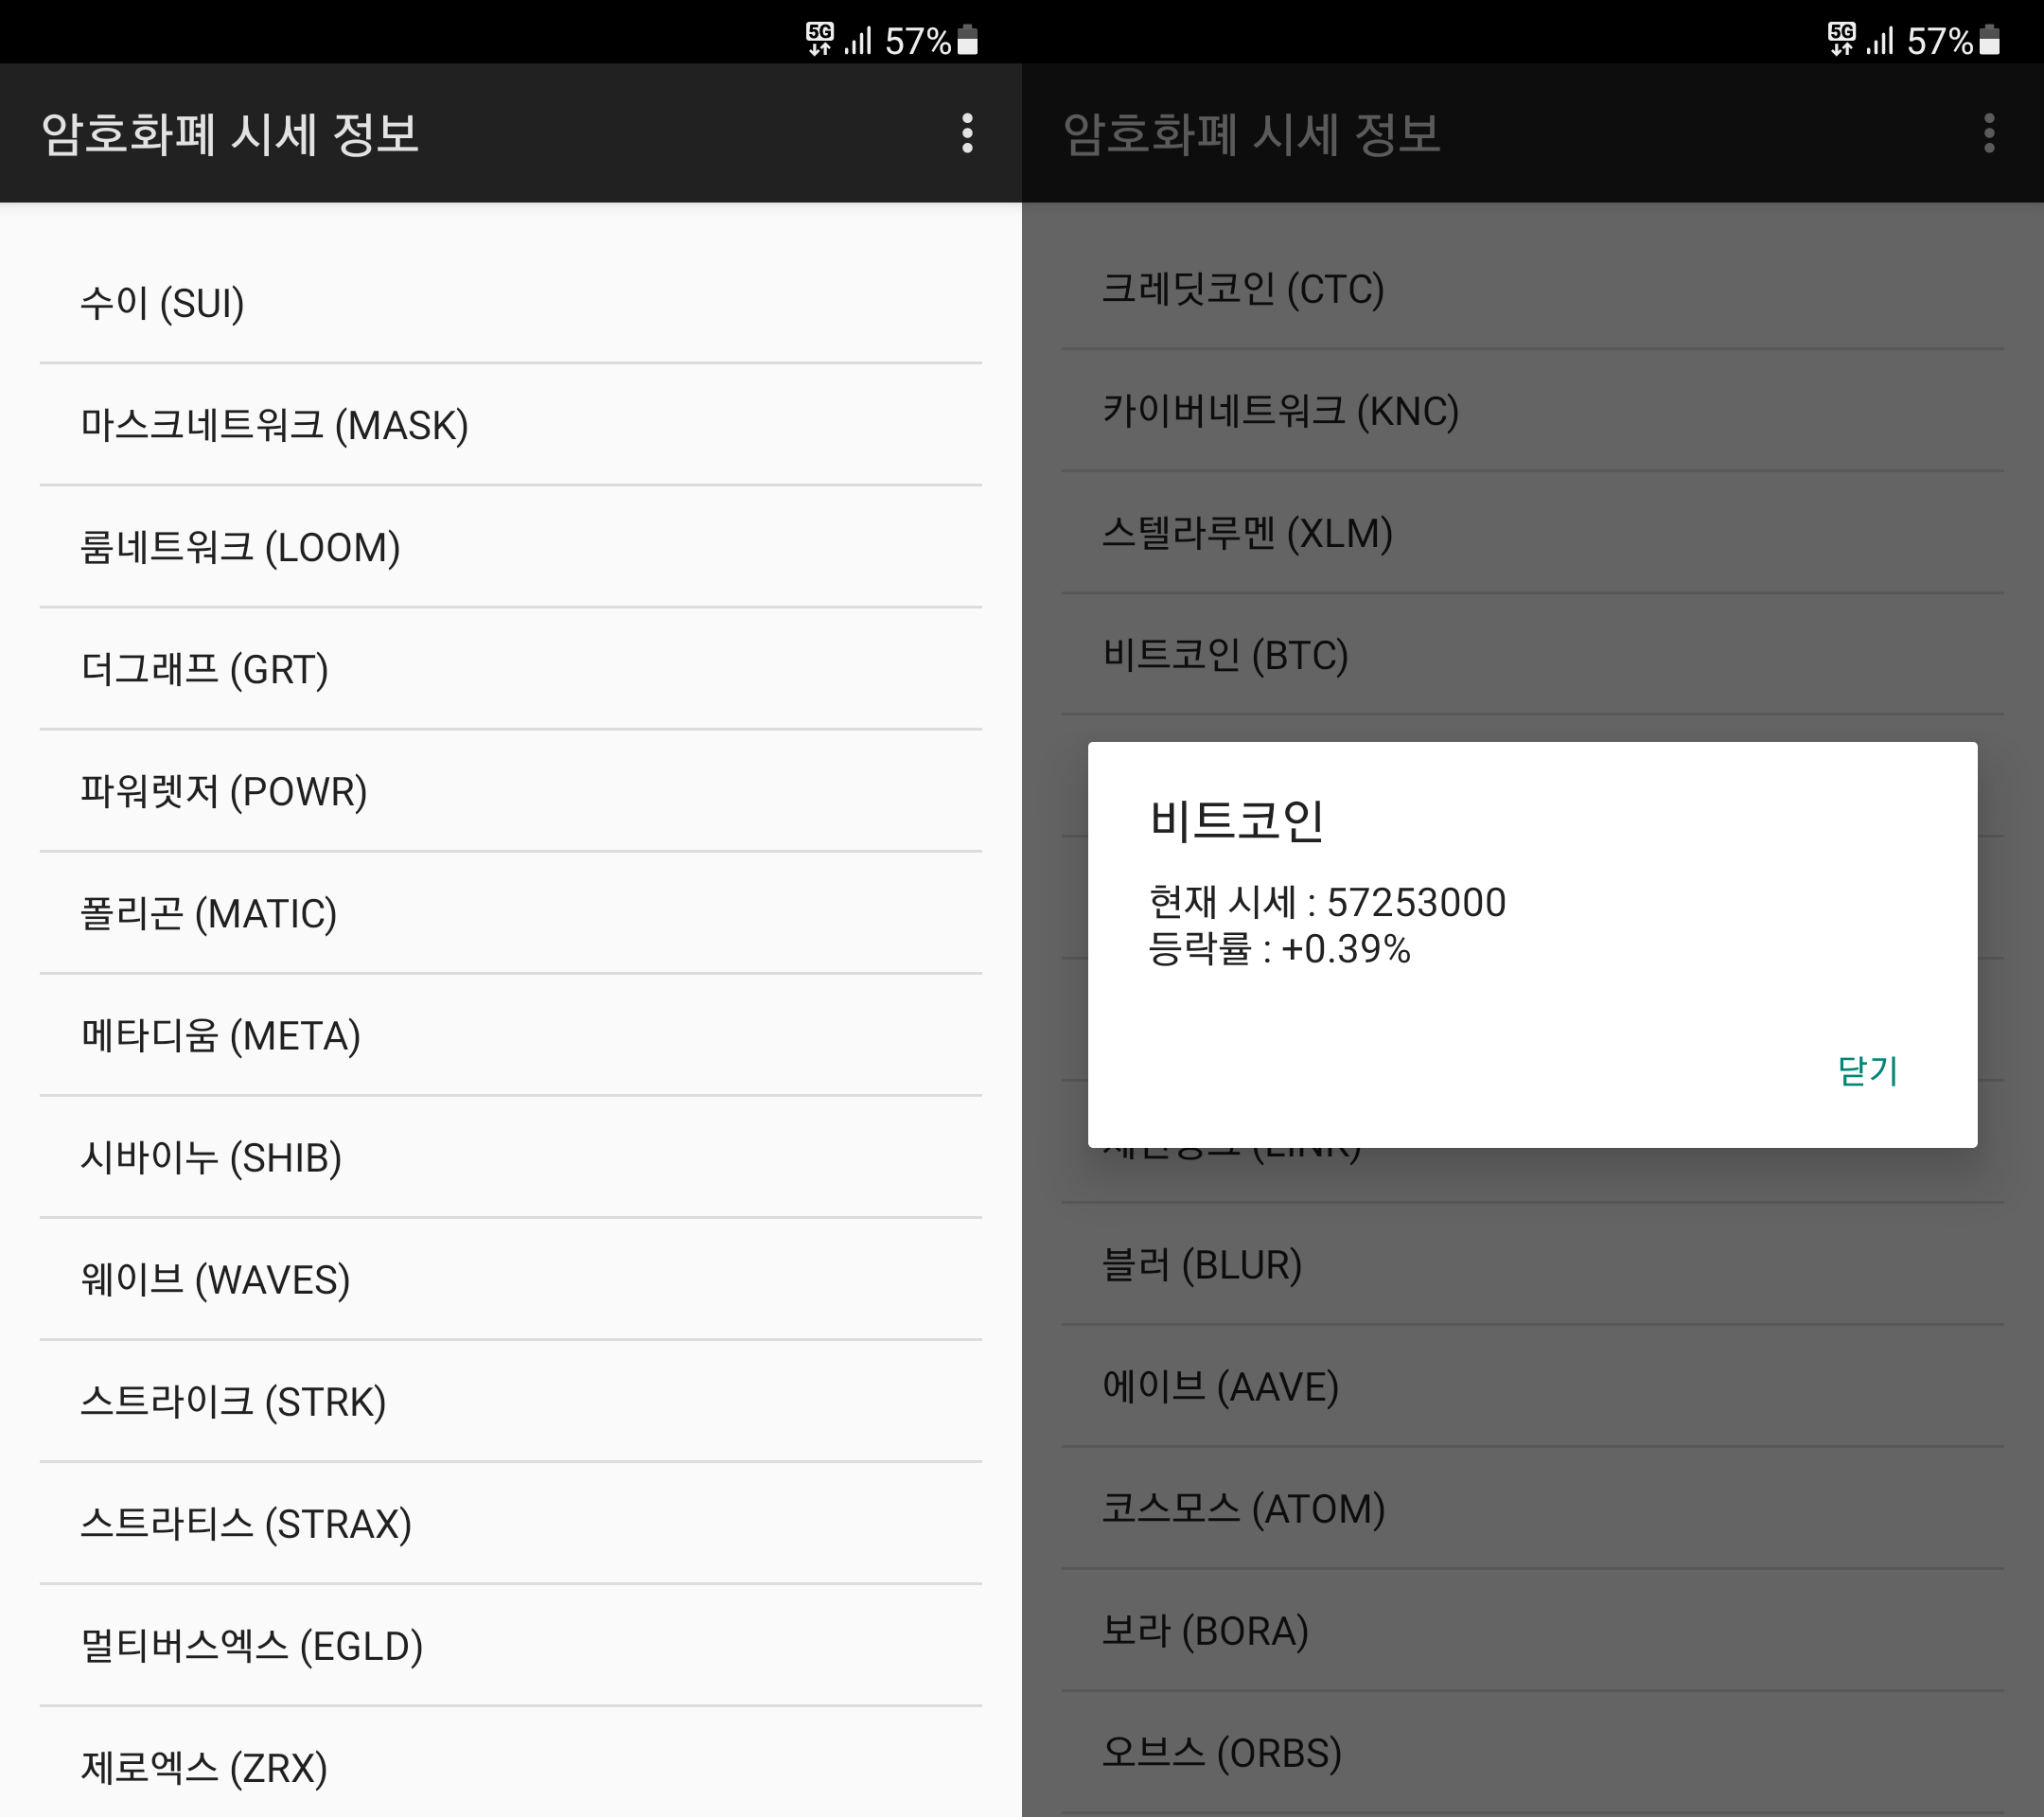 5G 57%
암호화폐 시세 정보
수이 (SUI)
마스크네트워크 (MASK)
룸네트워크 (LOOM)
더그래프 (GRT)
파워렛저 (POWR)
폴리곤 (MATIC)
메타디움 (META)
시바이누 (SHIB)
웨이브 (WAVES)
스트라이크 (STRK)
스트라티스 (STRAX)
멀티버스엑스 (EGLD)
제로엑스 (ZRX)
5G 57%
암호화폐 시세 정보
크레딧코인 (CTC)
카이버네트워크 (KNC)
스텔라루멘 (XLM)
비트코인 (BTC)
비트코인
현재 시세 : 57253000
등락률 : +0.39%
닫기
체인링크 (LINK)
블러 (BLUR)
에이브 (AAVE)
코스모스 (ATOM)
보라 (BORA)
오브스 (ORBS)